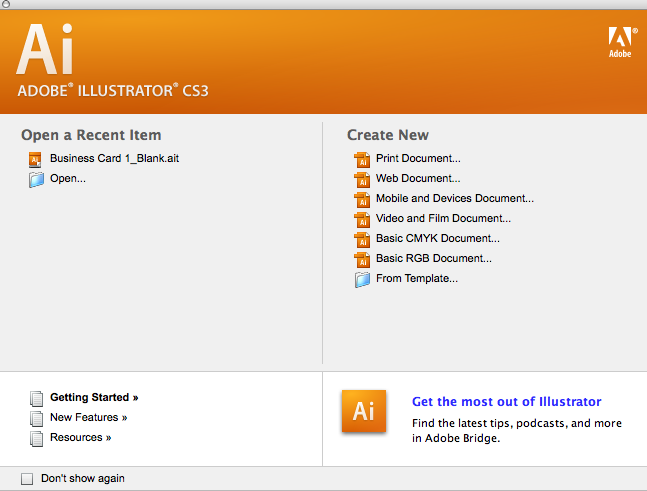 Ai
ADOBE® ILLUSTRATOR® CS3
®
Adobe
Open a Recent Item
Business Card 1_Blank.ait
Open...
Create New
Print Document...
Web Document...
Mobile and Devices Document...
Video and Film Document...
Basic CMYK Document...
Basic RGB Document...
From Template...
Getting Started »
New Features »
Resources »
Ai
Get the most out of Illustrator
Find the latest tips, podcasts, and more
in Adobe Bridge.
Don't show again